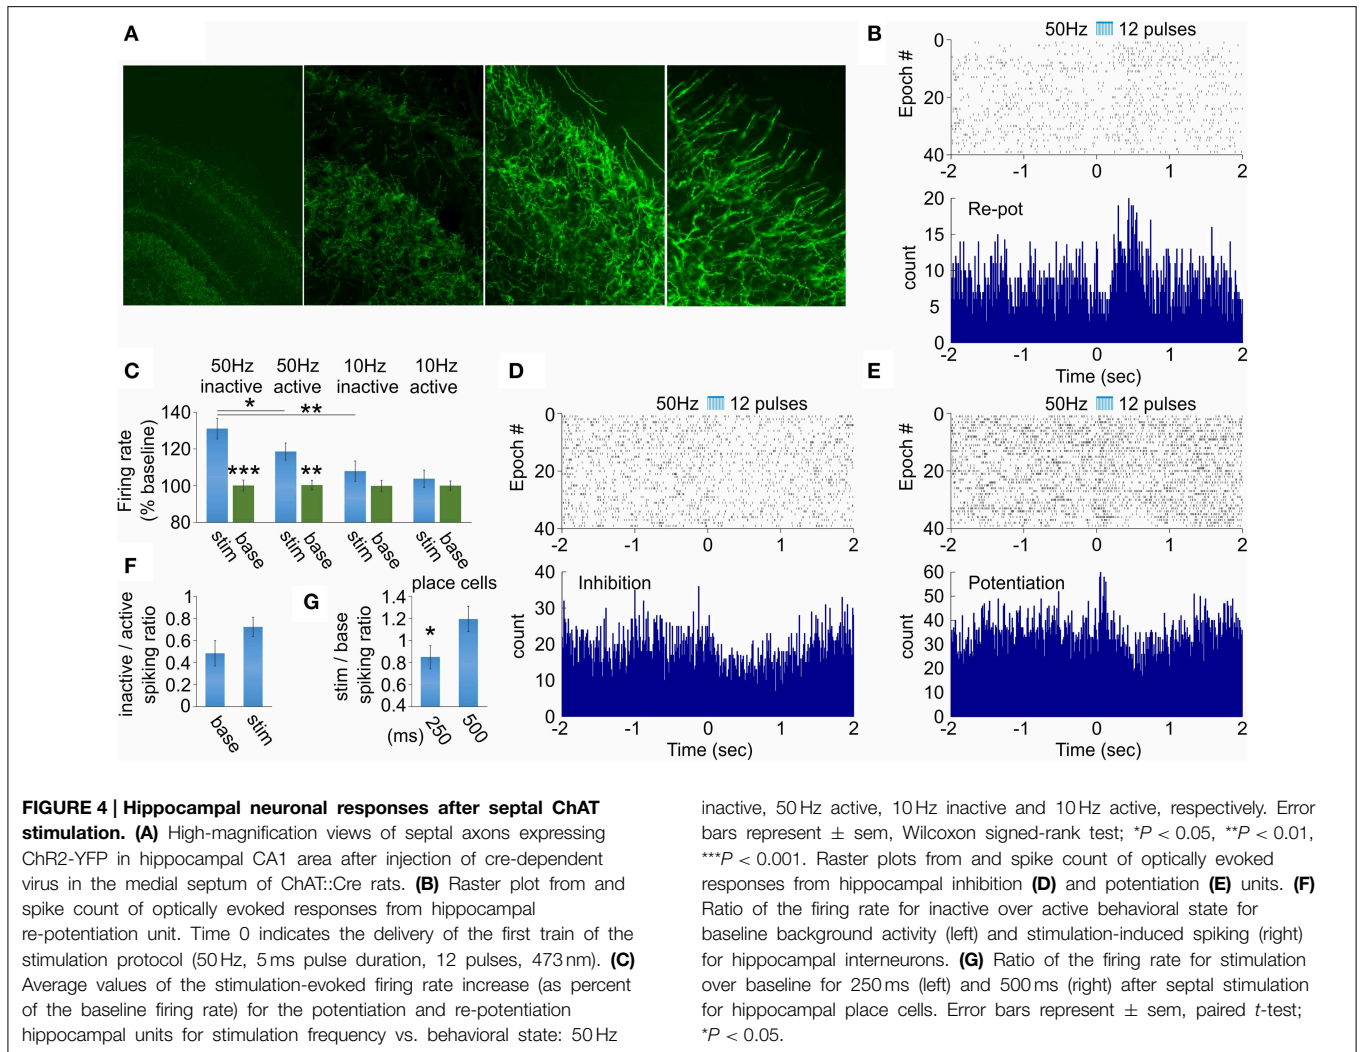 A
B
50Hz 12 pulses
0
20
40
Epoch #
-2 -1 0 1 2
20
15
10
5
0
count
Re-pot
-2 -1 0 1 2
Time (sec)
C
50Hz inactive
50Hz active
10Hz inactive
10Hz active
* **
140
120
100
80
Firing rate
(% baseline)
*** **
stim base stim base stim base stim base
D
50Hz 12 pulses
0
20
40
Epoch #
-2 -1 0 1 2
40
30
20
10
0
count
Inhibition
-2 -1 0 1 2
Time (sec)
E
50Hz 12 pulses
0
20
40
Epoch #
-2 -1 0 1 2
60
50
40
30
20
10
0
count
Potentiation
-2 -1 0 1 2
Time (sec)
F
1
0.8
0.6
0.4
0.2
0
inactive / active
spiking ratio
base stim
G
place cells
1.4
1.2
1
0.8
0.6
0.4
stim / base
spiking ratio
*
(ms) 250 500
FIGURE 4 | Hippocampal neuronal responses after septal ChAT
stimulation. (A) High-magnification views of septal axons expressing
ChR2-YFP in hippocampal CA1 area after injection of cre-dependent
virus in the medial septum of ChAT::Cre rats. (B) Raster plot from and
spike count of optically evoked responses from hippocampal
re-potentiation unit. Time 0 indicates the delivery of the first train of the
stimulation protocol (50 Hz, 5 ms pulse duration, 12 pulses, 473 nm). (C)
Average values of the stimulation-evoked firing rate increase (as percent
of the baseline firing rate) for the potentiation and re-potentiation
hippocampal units for stimulation frequency vs. behavioral state: 50 Hz
inactive, 50 Hz active, 10 Hz inactive and 10 Hz active, respectively. Error
bars represent ± sem, Wilcoxon signed-rank test; *P < 0.05, **P < 0.01,
***P < 0.001. Raster plots from and spike count of optically evoked
responses from hippocampal inhibition (D) and potentiation (E) units. (F)
Ratio of the firing rate for inactive over active behavioral state for
baseline background activity (left) and stimulation-induced spiking (right)
for hippocampal interneurons. (G) Ratio of the firing rate for stimulation
over baseline for 250 ms (left) and 500 ms (right) after septal stimulation
for hippocampal place cells. Error bars represent ± sem, paired t-test;
*P < 0.05.